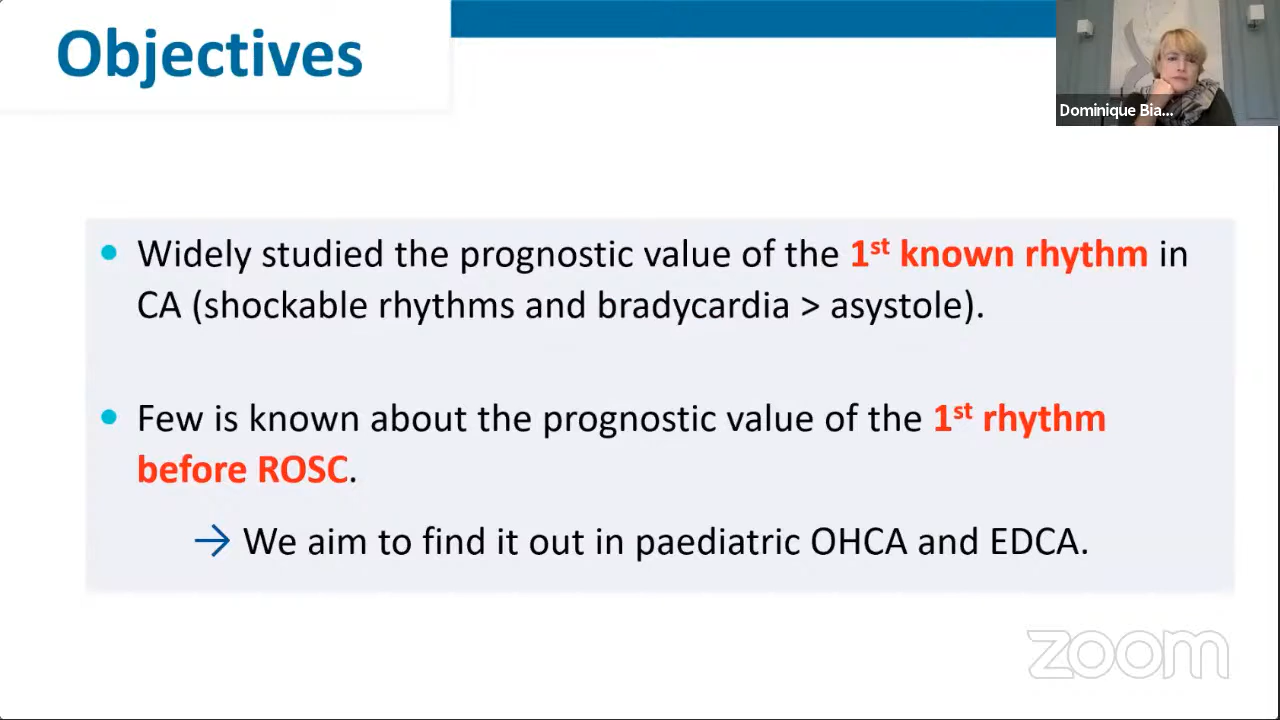 Objectives
Dominique Bia...
Widely studied the prognostic value of the 1st known rhythm in
CA (shockable rhythms and bradycardia > asystole).
Few is known about the prognostic value of the 1st rhythm
before ROSC.
→ We aim to find it out in paediatric OHCA and EDCA.
zoom